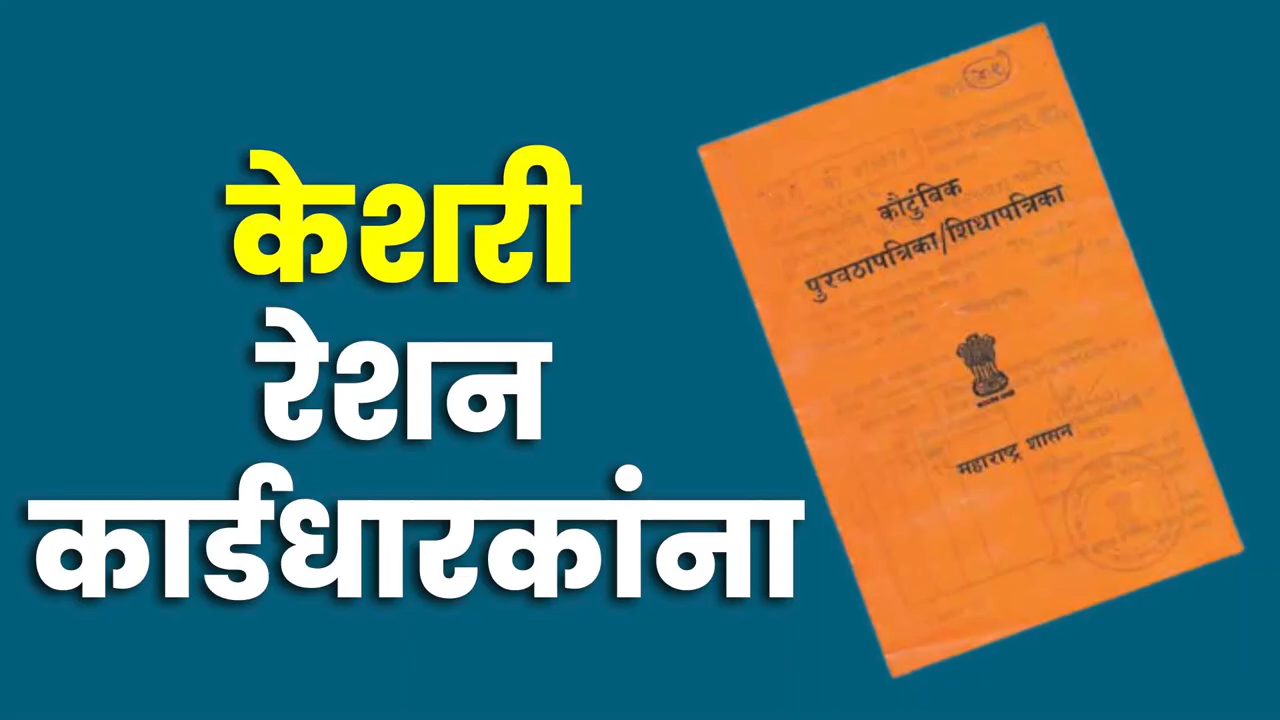 केशरी
रेशन
कार्डधारकांना
कौटुंबिक
पुरवठापत्रिका/शिधापत्रिका
महाराष्ट्र शासन